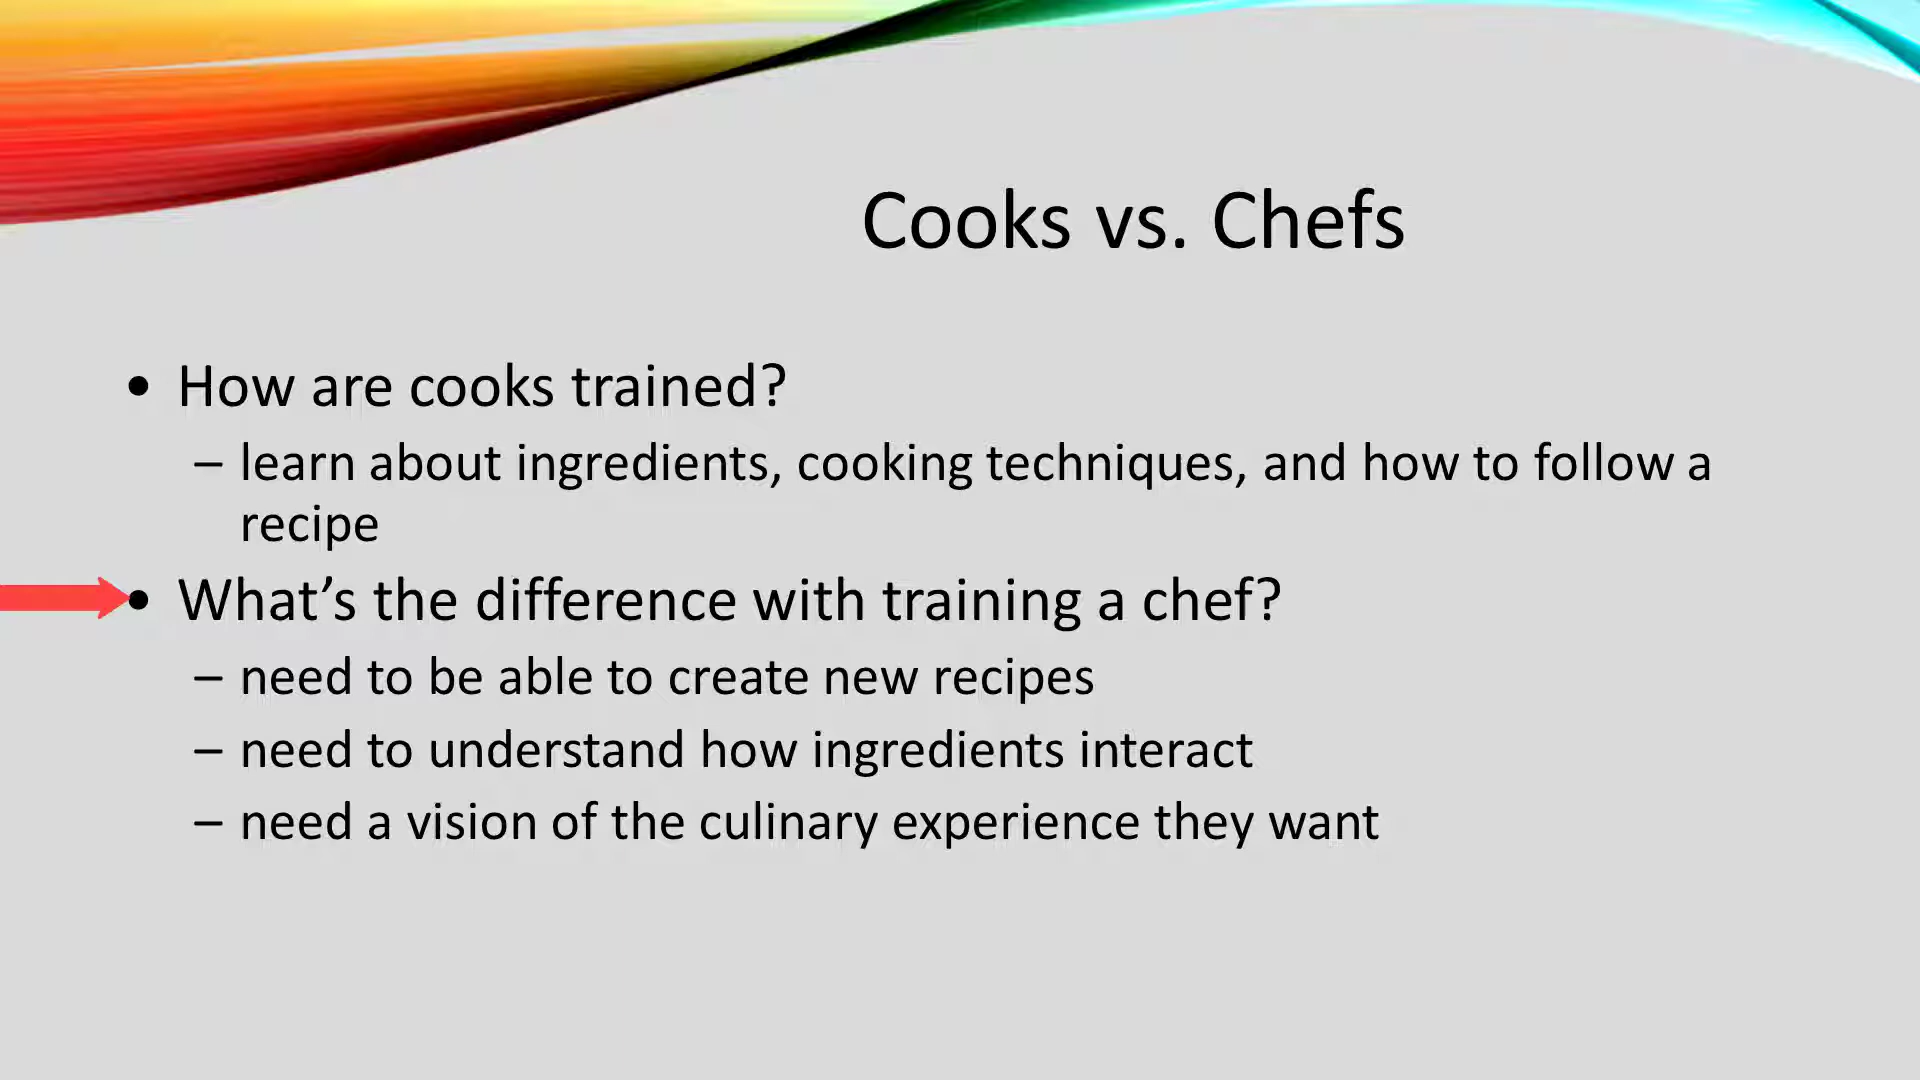 Cooks vs. Chefs
• How are cooks trained?
– learn about ingredients, cooking techniques, and how to follow a
recipe
• What’s the difference with training a chef?
– need to be able to create new recipes
– need to understand how ingredients interact
– need a vision of the culinary experience they want